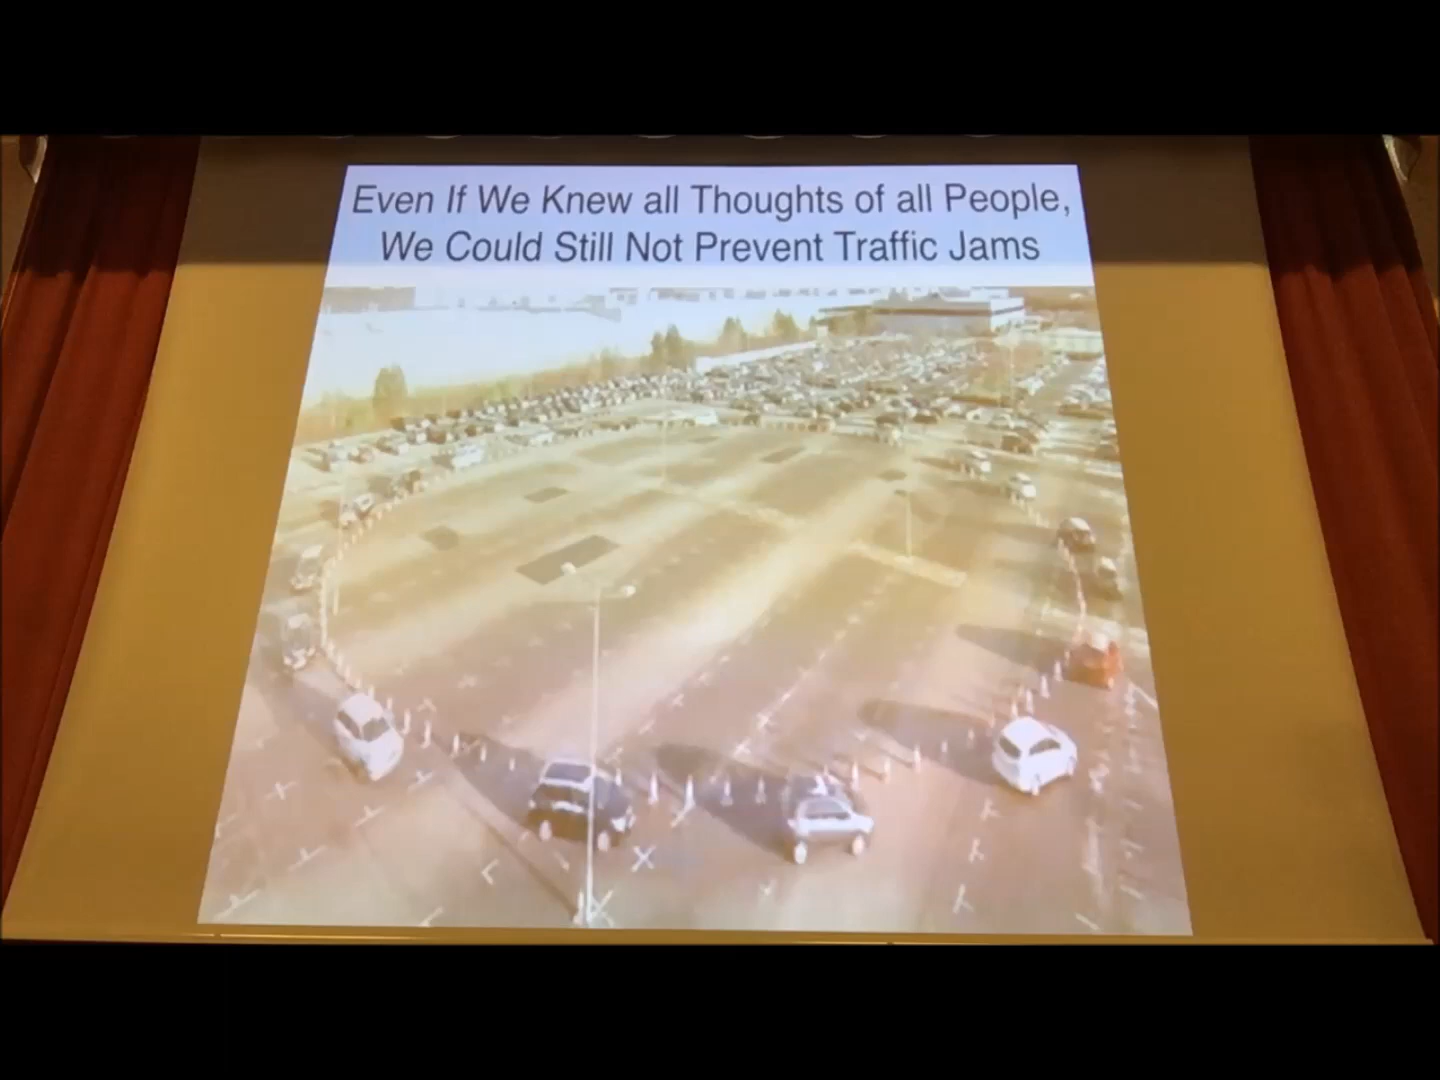 Even If We Knew all Thoughts of all People,
We Could Still Not Prevent Traffic Jams